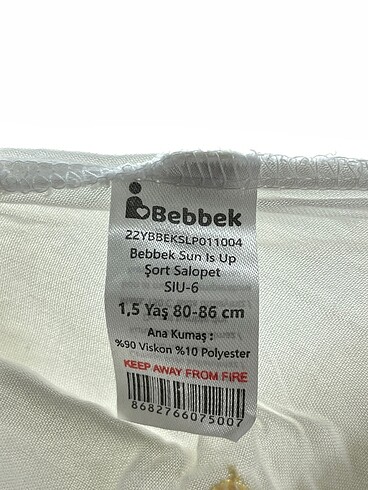 Bebbek
22YBBEKSLP011004
Bebbek Sun Is Up
Şort Salopet
SIU-6
1,5 Yaş 80-86 cm
Ana Kumaş :
%90 Viskon %10 Polyester
KEEP AWAY FROM FIRE
8682766075007